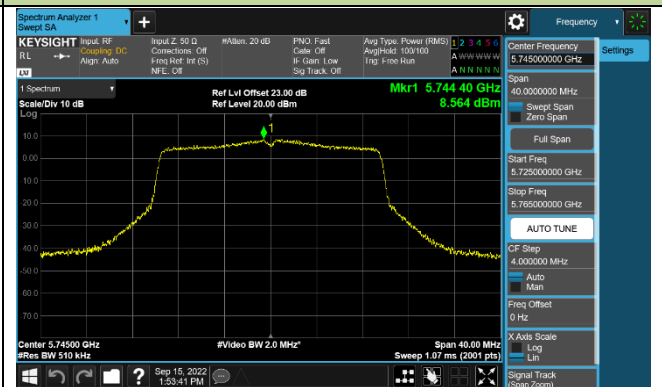 Spectrum Analyzer 1
Swept SA
Frequency
KEYSIGHT
RL
LXI
Input: RF
Coupling: DC
Align: Auto
Input Z: 50 Ω
Corrections: Off
Freq Ref: Int (S)
NFE: Off
#Atten: 20 dB
PNO: Fast
Gate: Off
IF Gain: Low
Sig Track: Off
Avg Type: Power (RMS)
Avg|Hold: 100/100
Trig: Free Run
1 2 3 4 5 6
A W W W W W
A N N N N N
1 Spectrum
Scale/Div 10 dB
Log
Ref Lvl Offset 23.00 dB
Ref Level 20.00 dBm
Mkr1 5.744 40 GHz
8.564 dBm
1
10.0
0.00
-10.0
-20.0
-30.0
-40.0
-50.0
-60.0
-70.0
Center 5.74500 GHz
#Res BW 510 kHz
#Video BW 2.0 MHz*
Span 40.00 MHz
Sweep 1.07 ms (2001 pts)
Sep 15, 2022
1:53:41 PM
Center Frequency
5.745000000 GHz
Settings
Span
40.0000000 MHz
Swept Span
Zero Span
Full Span
Start Freq
5.725000000 GHz
Stop Freq
5.765000000 GHz
AUTO TUNE
CF Step
4.000000 MHz
Auto
Man
Freq Offset
0 Hz
X Axis Scale
Log
Lin
Signal Track
(Span Zoom)